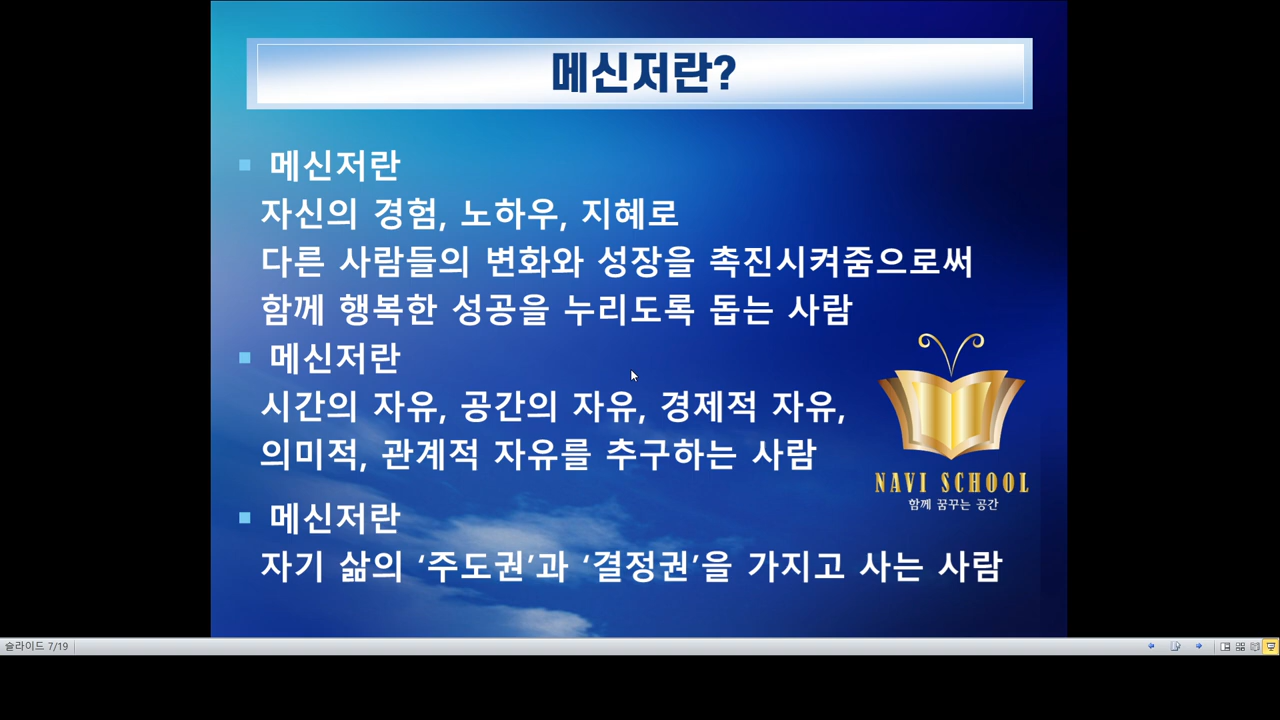 메신저란?
메신저란
자신의 경험, 노하우, 지혜로
다른 사람들의 변화와 성장을 촉진시켜줌으로써
함께 행복한 성공을 누리도록 돕는 사람
메신저란
시간의 자유, 공간의 자유, 경제적 자유,
의미적, 관계적 자유를 추구하는 사람
NAVI SCHOOL
함께 꿈꾸는 공간
메신저란
자기 삶의 ‘주도권’과 ‘결정권’을 가지고 사는 사람
슬라이드 7/19